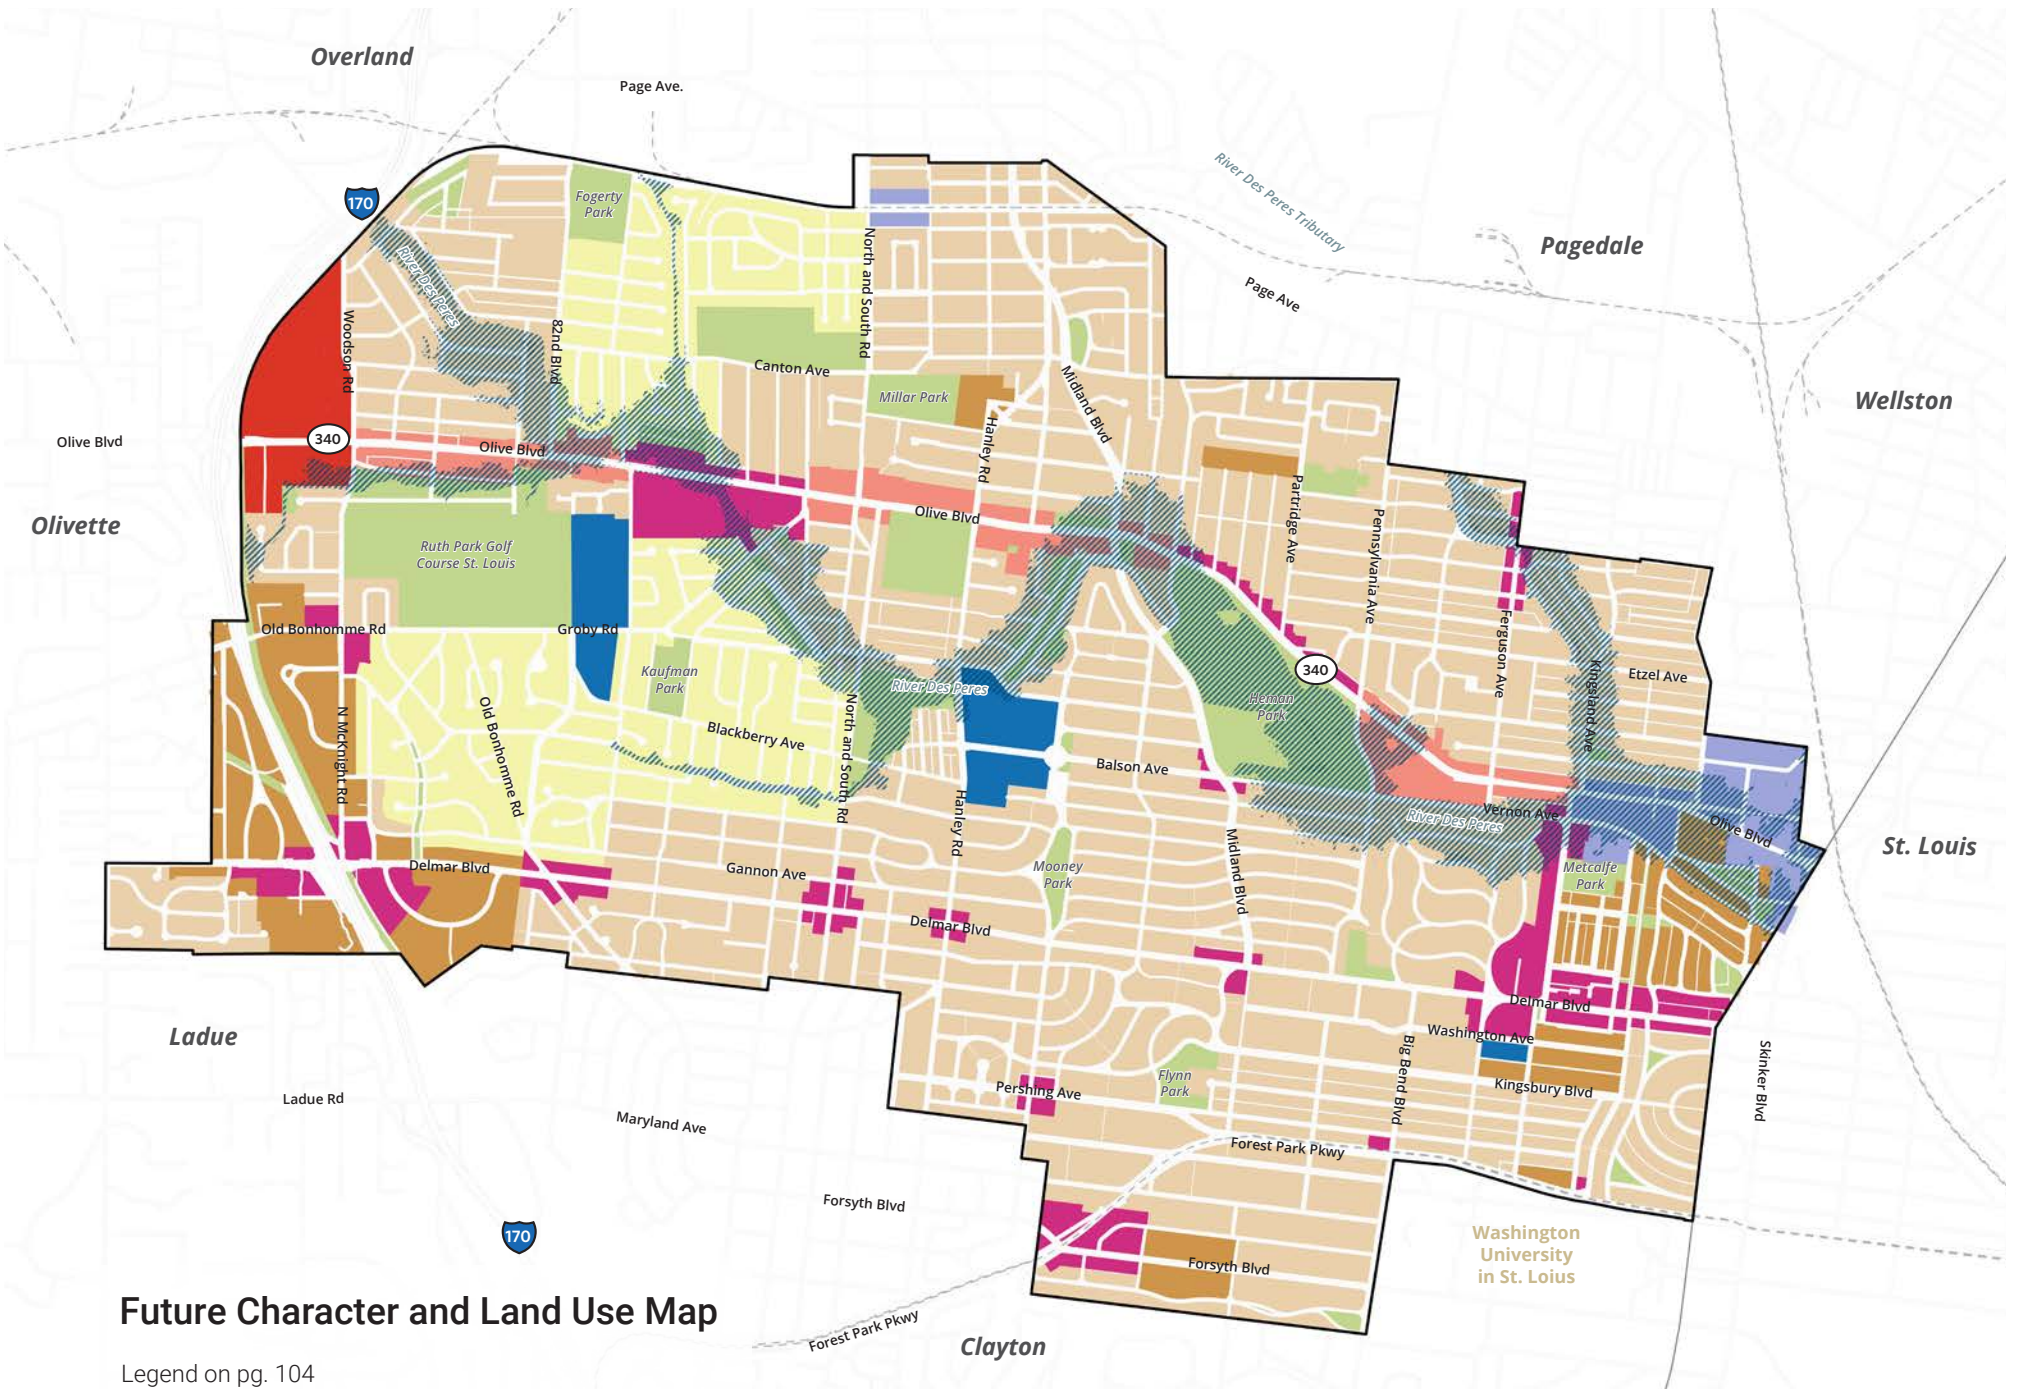 Overland
Page Ave.
River Des Peres Tributary
170
Fogerty
Park
Pagedale
North and South Rd
River Des Peres
Page Ave
Woodson Rd
82nd Blvd
Canton Ave
Midland Blvd
Millar Park
Wellston
Olive Blvd
340
Olive Blvd
Hanley Rd
Partridge Ave
Pennsylvania Ave
Olivette
Olive Blvd
Ruth Park Golf
Course St. Louis
Old Bonhomme Rd
Groby Rd
Ferguson Ave
Kingsland Ave
Etzel Ave
340
Kaufman
Park
River Des Peres
Heman
Park
N McKnight Rd
Old Bonhomme Rd
Blackberry Ave
North and South Rd
Balson Ave
Hanley Rd
Vernon Ave
River Des Peres
Olive Blvd
St. Louis
Midland Blvd
Delmar Blvd
Gannon Ave
Mooney
Park
Metcalfe
Park
Delmar Blvd
Delmar Blvd
Ladue
Washington Ave
Big Bend Blvd
Skinker Blvd
Flynn
Park
Pershing Ave
Kingsbury Blvd
Ladue Rd
Maryland Ave
Forest Park Pkwy
Forsyth Blvd
170
Washington
University
in St. Loius
Forsyth Blvd
Future Character and Land Use Map
Forest Park Pkwy
Clayton
Legend on pg. 104